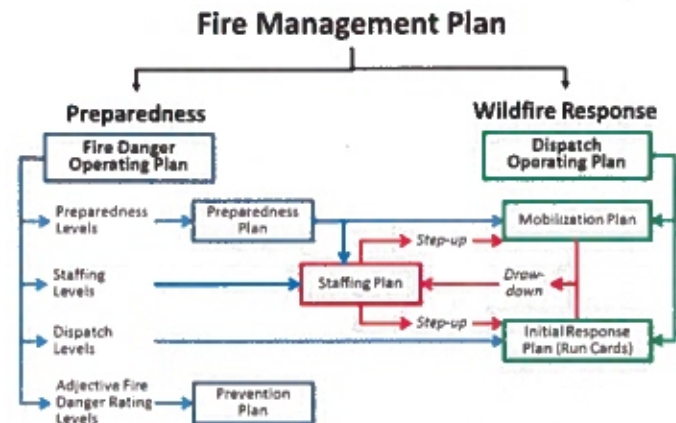 Fire Management Plan
Preparedness
Wildfire Response
Fire Danger
Operating Plan
Dispatch
Operating Plan
Preparedness
Levels
Preparedness
Plan
Mobilization Plan
Step-up
Staffing
Levels
Staffing Plan
Draw-
down
Step-up
Dispatch
Levels
Initial Response
Plan (Run Cards)
Adjective Fire
Danger Rating
Levels
Prevention
Plan